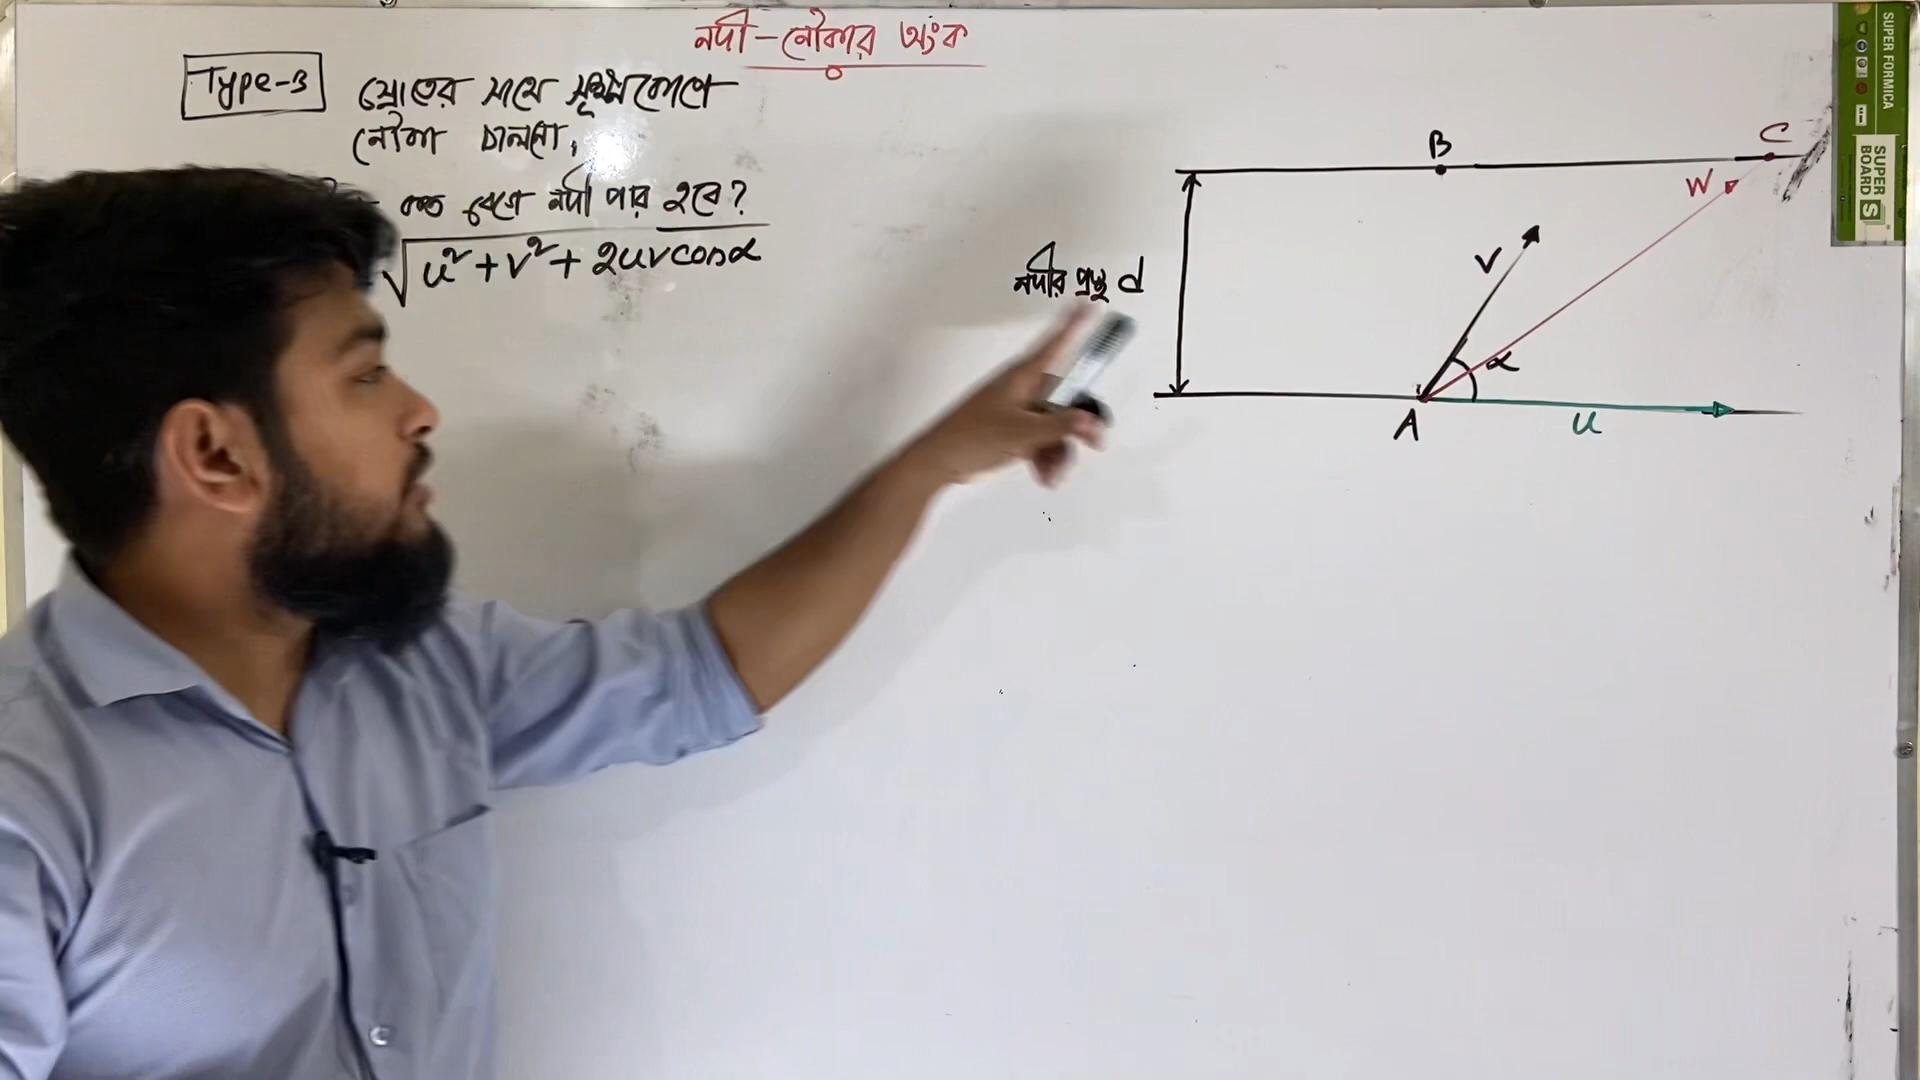 নদী-নৌকার অংক
Type-3
স্রোতের সাথে সূক্ষ্মকোণে
নৌকা চালনো,
কত বেগে নদী পার হবে?
√u²+v²+2uvcosα
নদীর প্রস্থ d
B
C
W
V
α
A
u
SUPER FORMICA
SUPER BOARD S